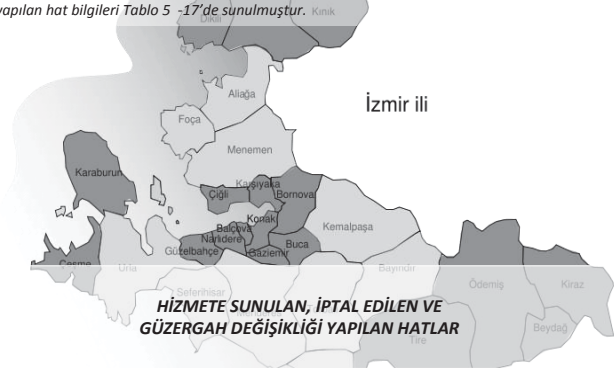 yapılan hat bilgileri Tablo 5 -17’de sunulmuştur.
Dikili
Kınık
Aliağa
İzmir ili
Foça
Menemen
Karaburun
Karşıyaka
Çiğli
Bornova
Konak
Kemalpaşa
Balçova
Narlıdere
Buca
Güzelbahçe
Gaziemir
Çeşme
Urla
Bayındır
Ödemiş
Kiraz
Seferihisar
HİZMETE SUNULAN, İPTAL EDİLEN VE
GÜZERGAH DEĞİŞİKLİĞİ YAPILAN HATLAR
Beydağ
Tire